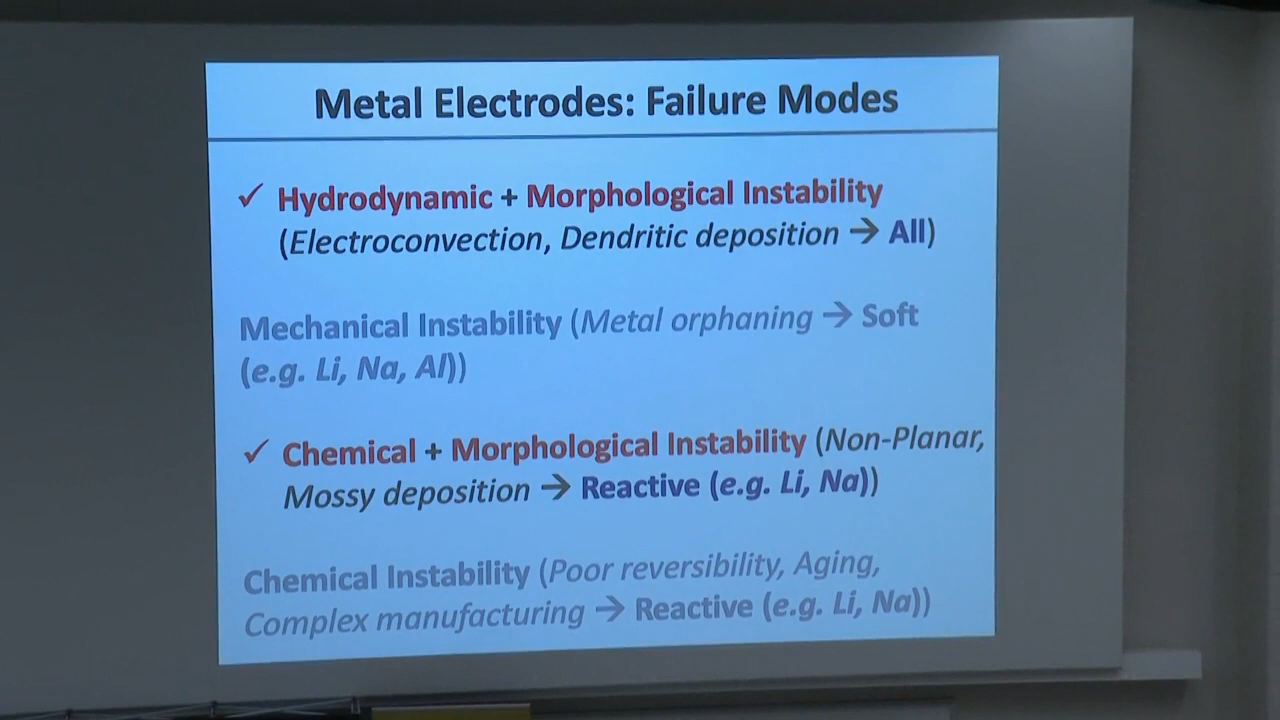 Metal Electrodes: Failure Modes
✓ Hydrodynamic + Morphological Instability
(Electroconvection, Dendritic deposition → All)
Mechanical Instability (Metal orphaning → Soft
(e.g. Li, Na, Al))
✓ Chemical + Morphological Instability (Non-Planar,
Mossy deposition → Reactive (e.g. Li, Na))
Chemical Instability (Poor reversibility, Aging,
Complex manufacturing → Reactive (e.g. Li, Na))